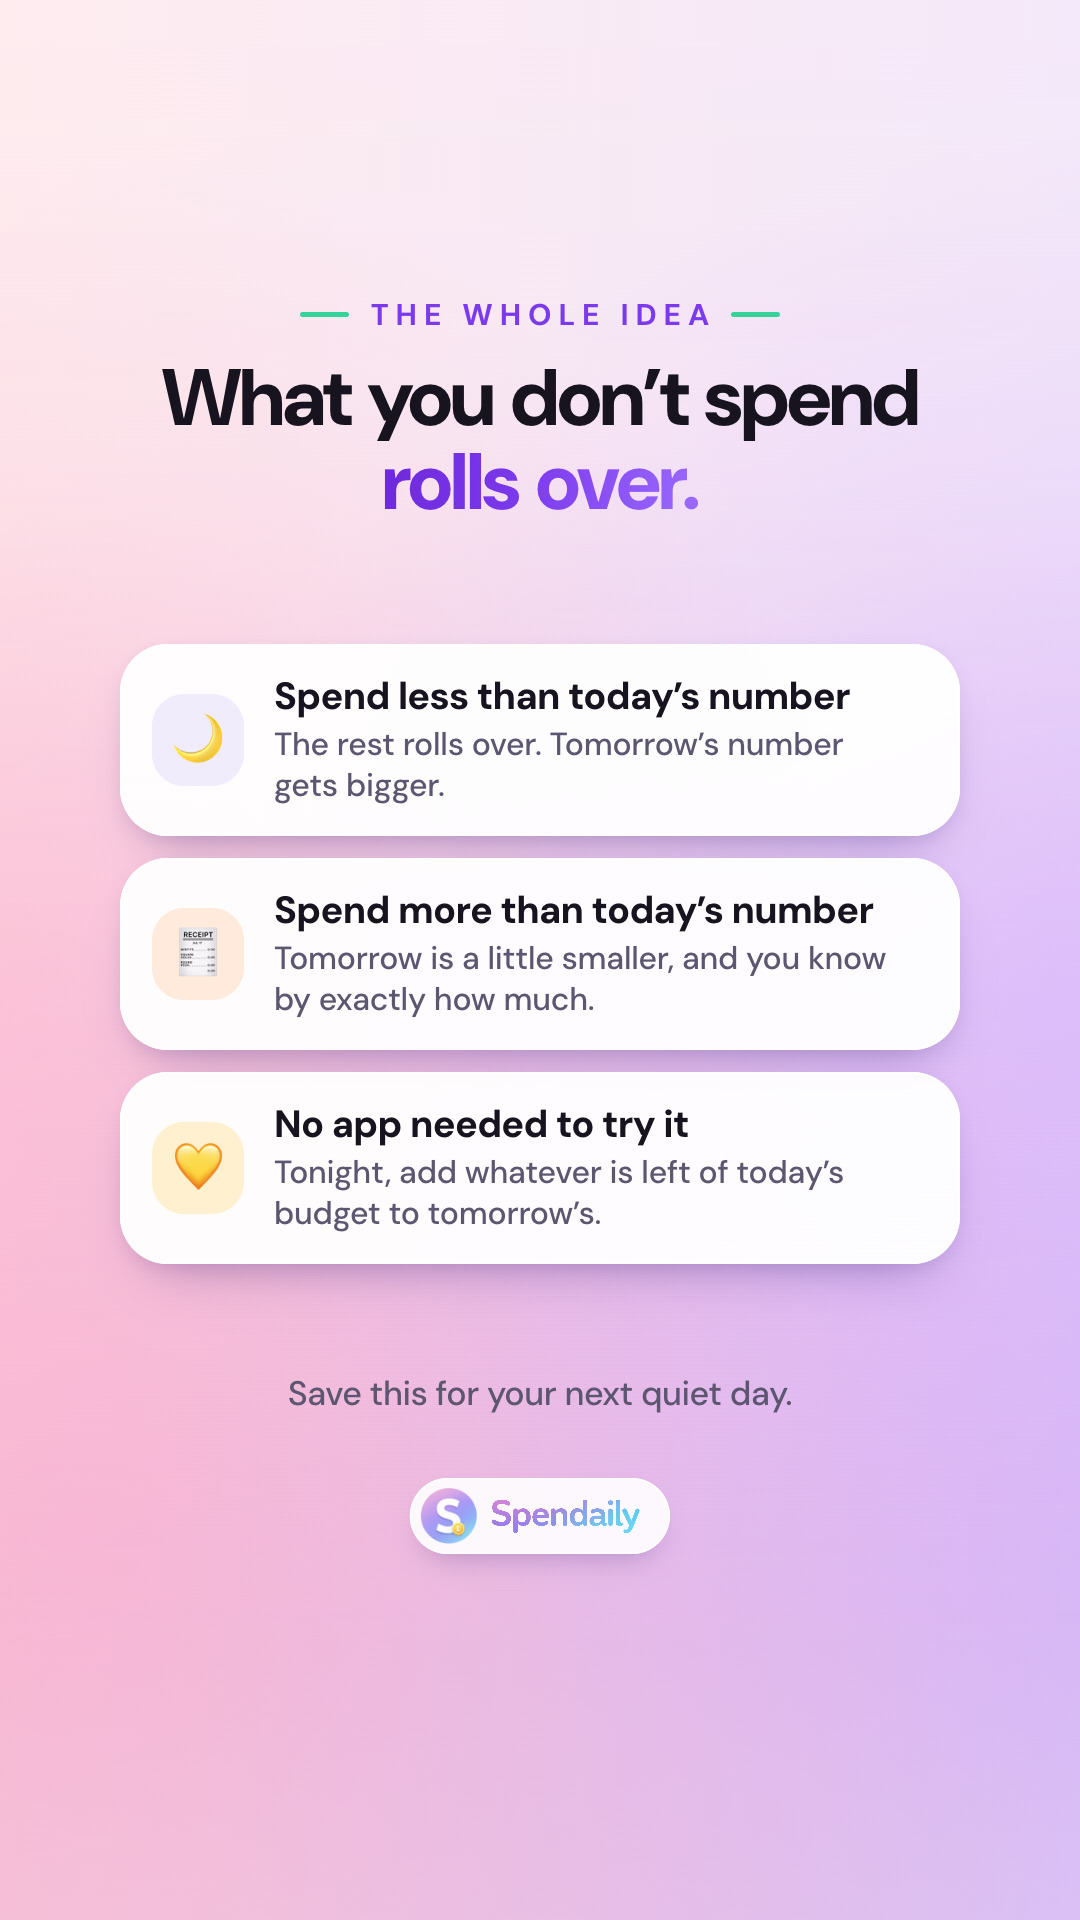 THE WHOLE IDEA
What you don’t spend
rolls over.
Spend less than today’s number
The rest rolls over. Tomorrow’s number
gets bigger.
RECEIPT
Spend more than today’s number
Tomorrow is a little smaller, and you know
by exactly how much.
No app needed to try it
Tonight, add whatever is left of today’s
budget to tomorrow’s.
Save this for your next quiet day.
S Spendaily